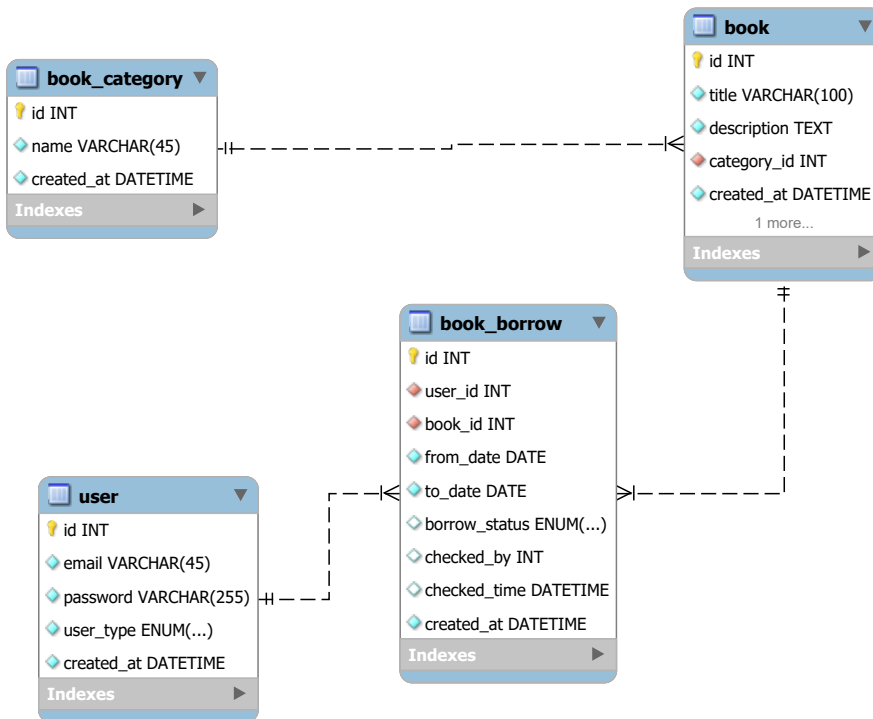 book_category
id INT
name VARCHAR(45)
created_at DATETIME
Indexes
book
id INT
title VARCHAR(100)
description TEXT
category_id INT
created_at DATETIME
1 more...
Indexes
book_borrow
id INT
user_id INT
book_id INT
from_date DATE
to_date DATE
borrow_status ENUM(...)
checked_by INT
checked_time DATETIME
created_at DATETIME
Indexes
user
id INT
email VARCHAR(45)
password VARCHAR(255)
user_type ENUM(...)
created_at DATETIME
Indexes